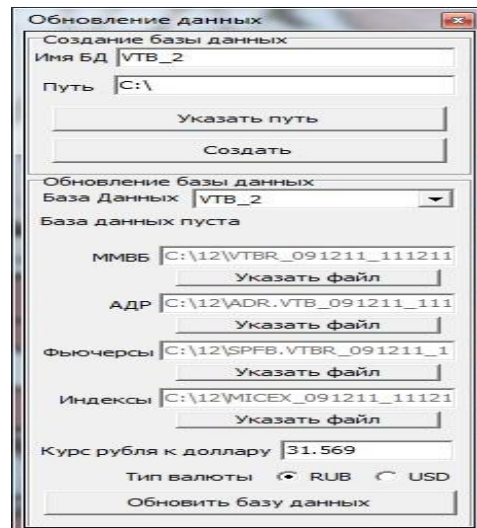 Обновление данных
Создание базы данных
Имя БД VTB_2
Путь C:\
Указать путь
Создать
Обновление базы данных
База Данных VTB_2
База данных пуста
ММВБ C:\12\VTBR_091211_111211
Указать файл
АДР C:\12\ADR.VTB_091211_111
Указать файл
Фьючерсы C:\12\SPFB.VTBR_091211_1
Указать файл
Индексы C:\12\MICEX_091211_11121
Указать файл
Курс рубля к доллару 31.569
Тип валюты RUB USD
Обновить базу данных